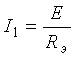 I₁ = E / Rэ